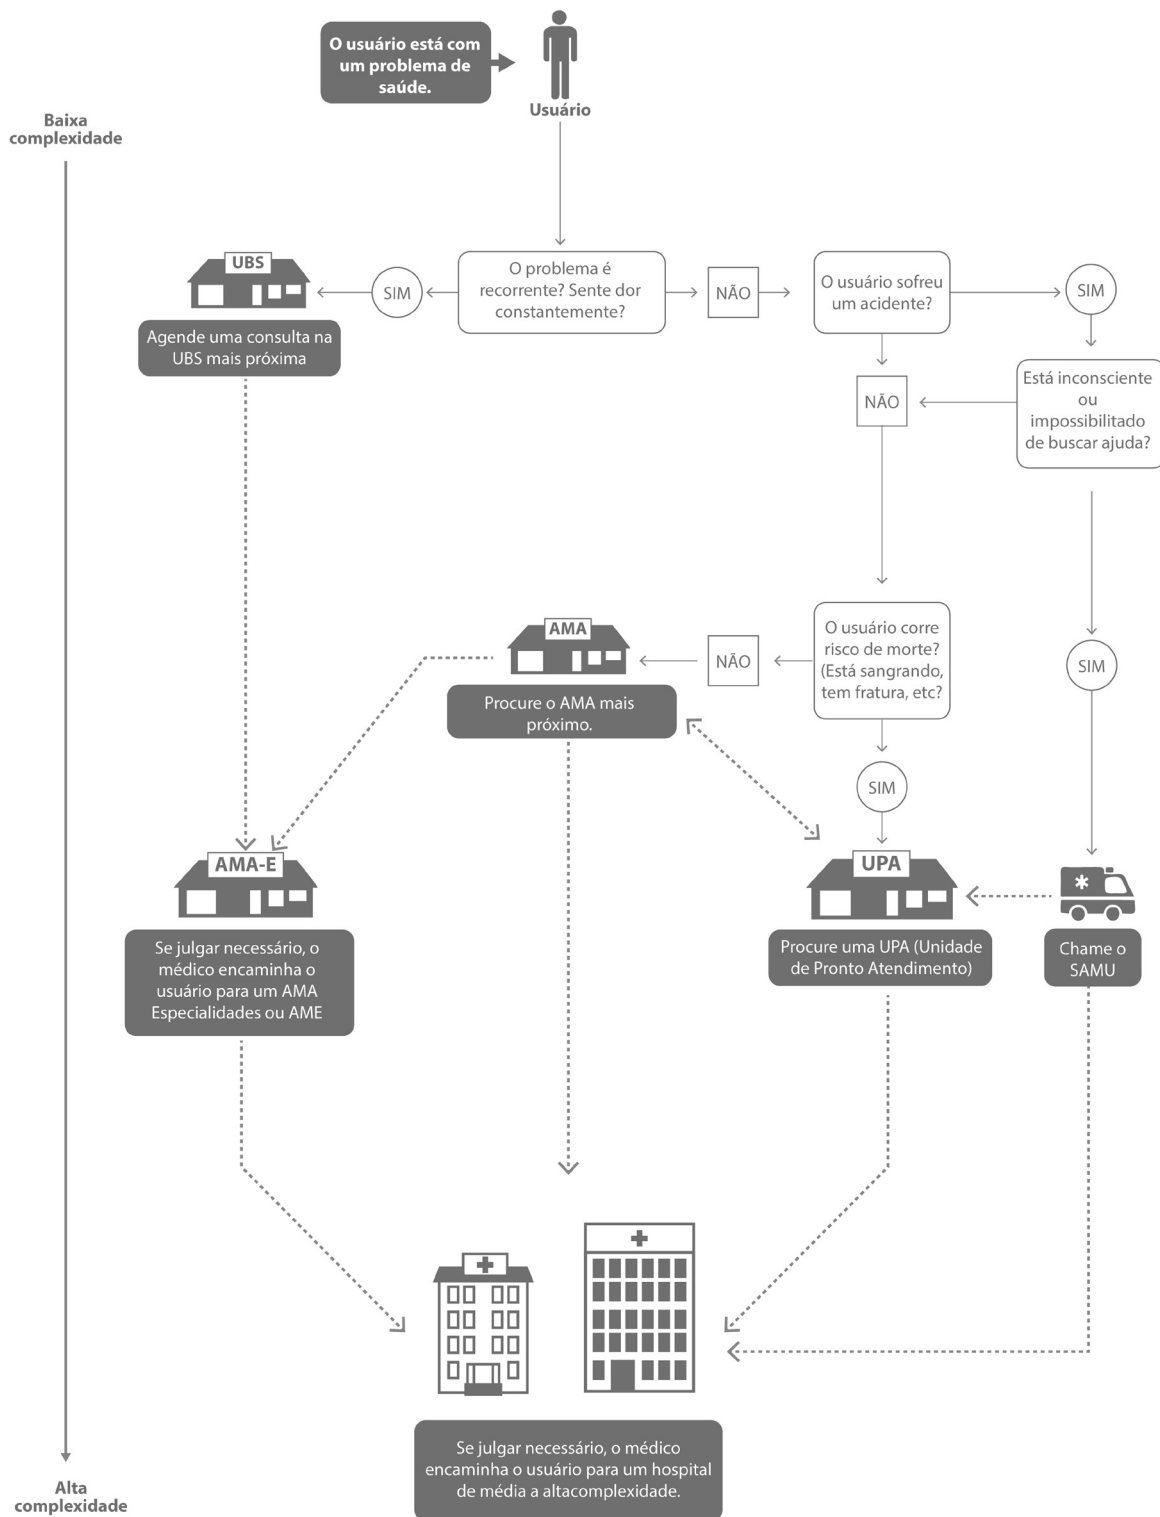 O usuário está com
um problema de
saúde.
Usuário
Baixa
complexidade
UBS
SIM
O problema é
recorrente? Sente dor
constantemente?
NÃO
O usuário sofreu
um acidente?
SIM
Agende uma consulta na
UBS mais próxima
NÃO
Está inconsciente
ou
impossibilitado
de buscar ajuda?
AMA
NÃO
O usuário corre
risco de morte?
(Está sangrando,
tem fratura, etc?
SIM
Procure o AMA mais
próximo.
SIM
AMA-E
UPA
Se julgar necessário, o
médico encaminha o
usuário para um AMA
Especialidades ou AME
Procure uma UPA (Unidade
de Pronto Atendimento)
Chame o
SAMU
Se julgar necessário, o médico
encaminha o usuário para um hospital
de média a altacomplexidade.
Alta
complexidade